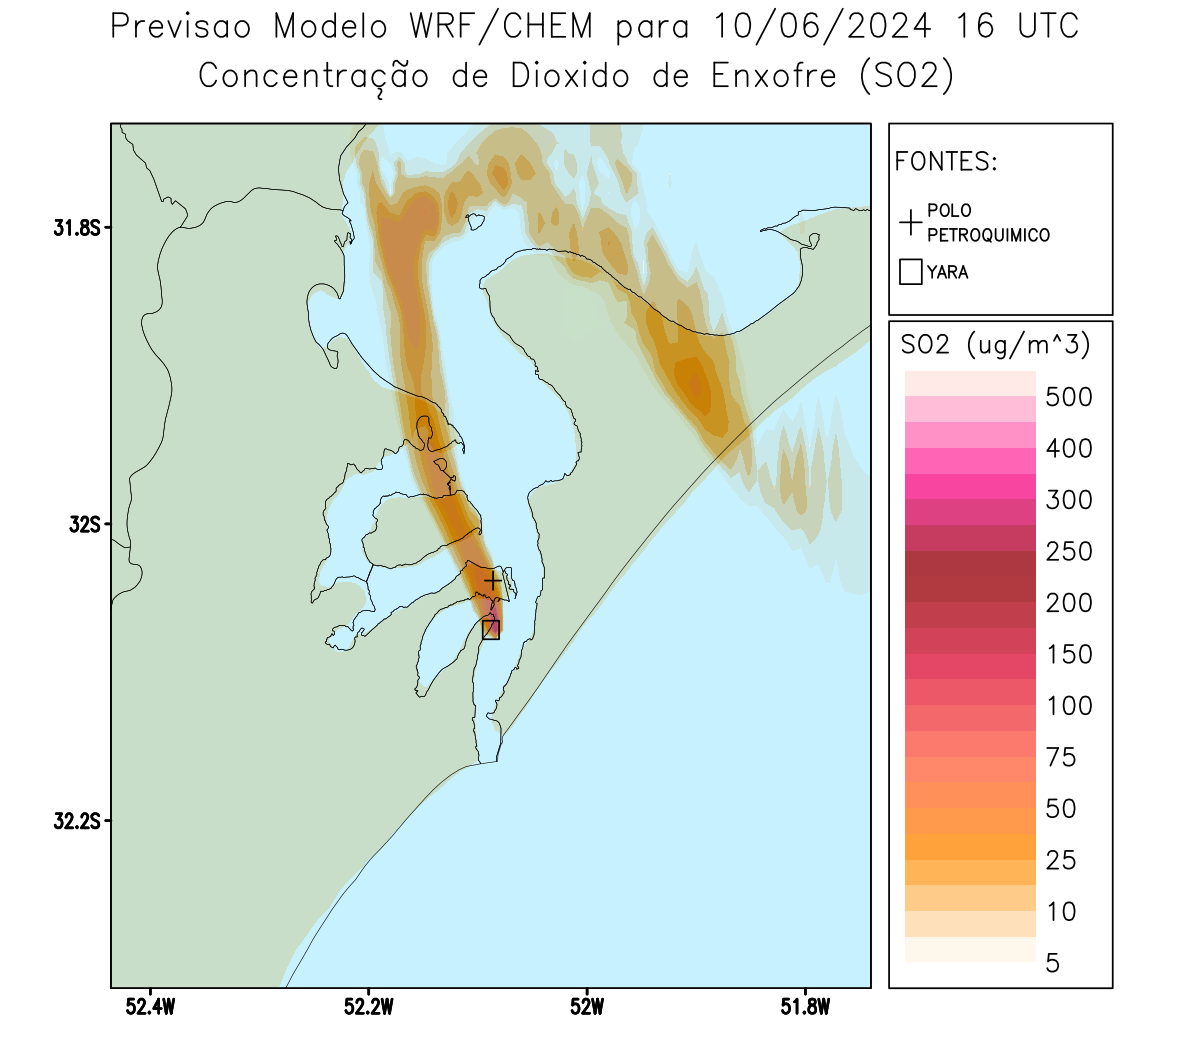 Previsao Modelo WRF/CHEM para 10/06/2024 16 UTC
Concentração de Dioxido de Enxofre (SO2)
FONTES:
POLO
PETROQUIMICO
YARA
31.8S
32S
32.2S
52.4W
52.2W
52W
51.8W
SO2 (ug/m^3)
500
400
300
250
200
150
100
75
50
25
10
5